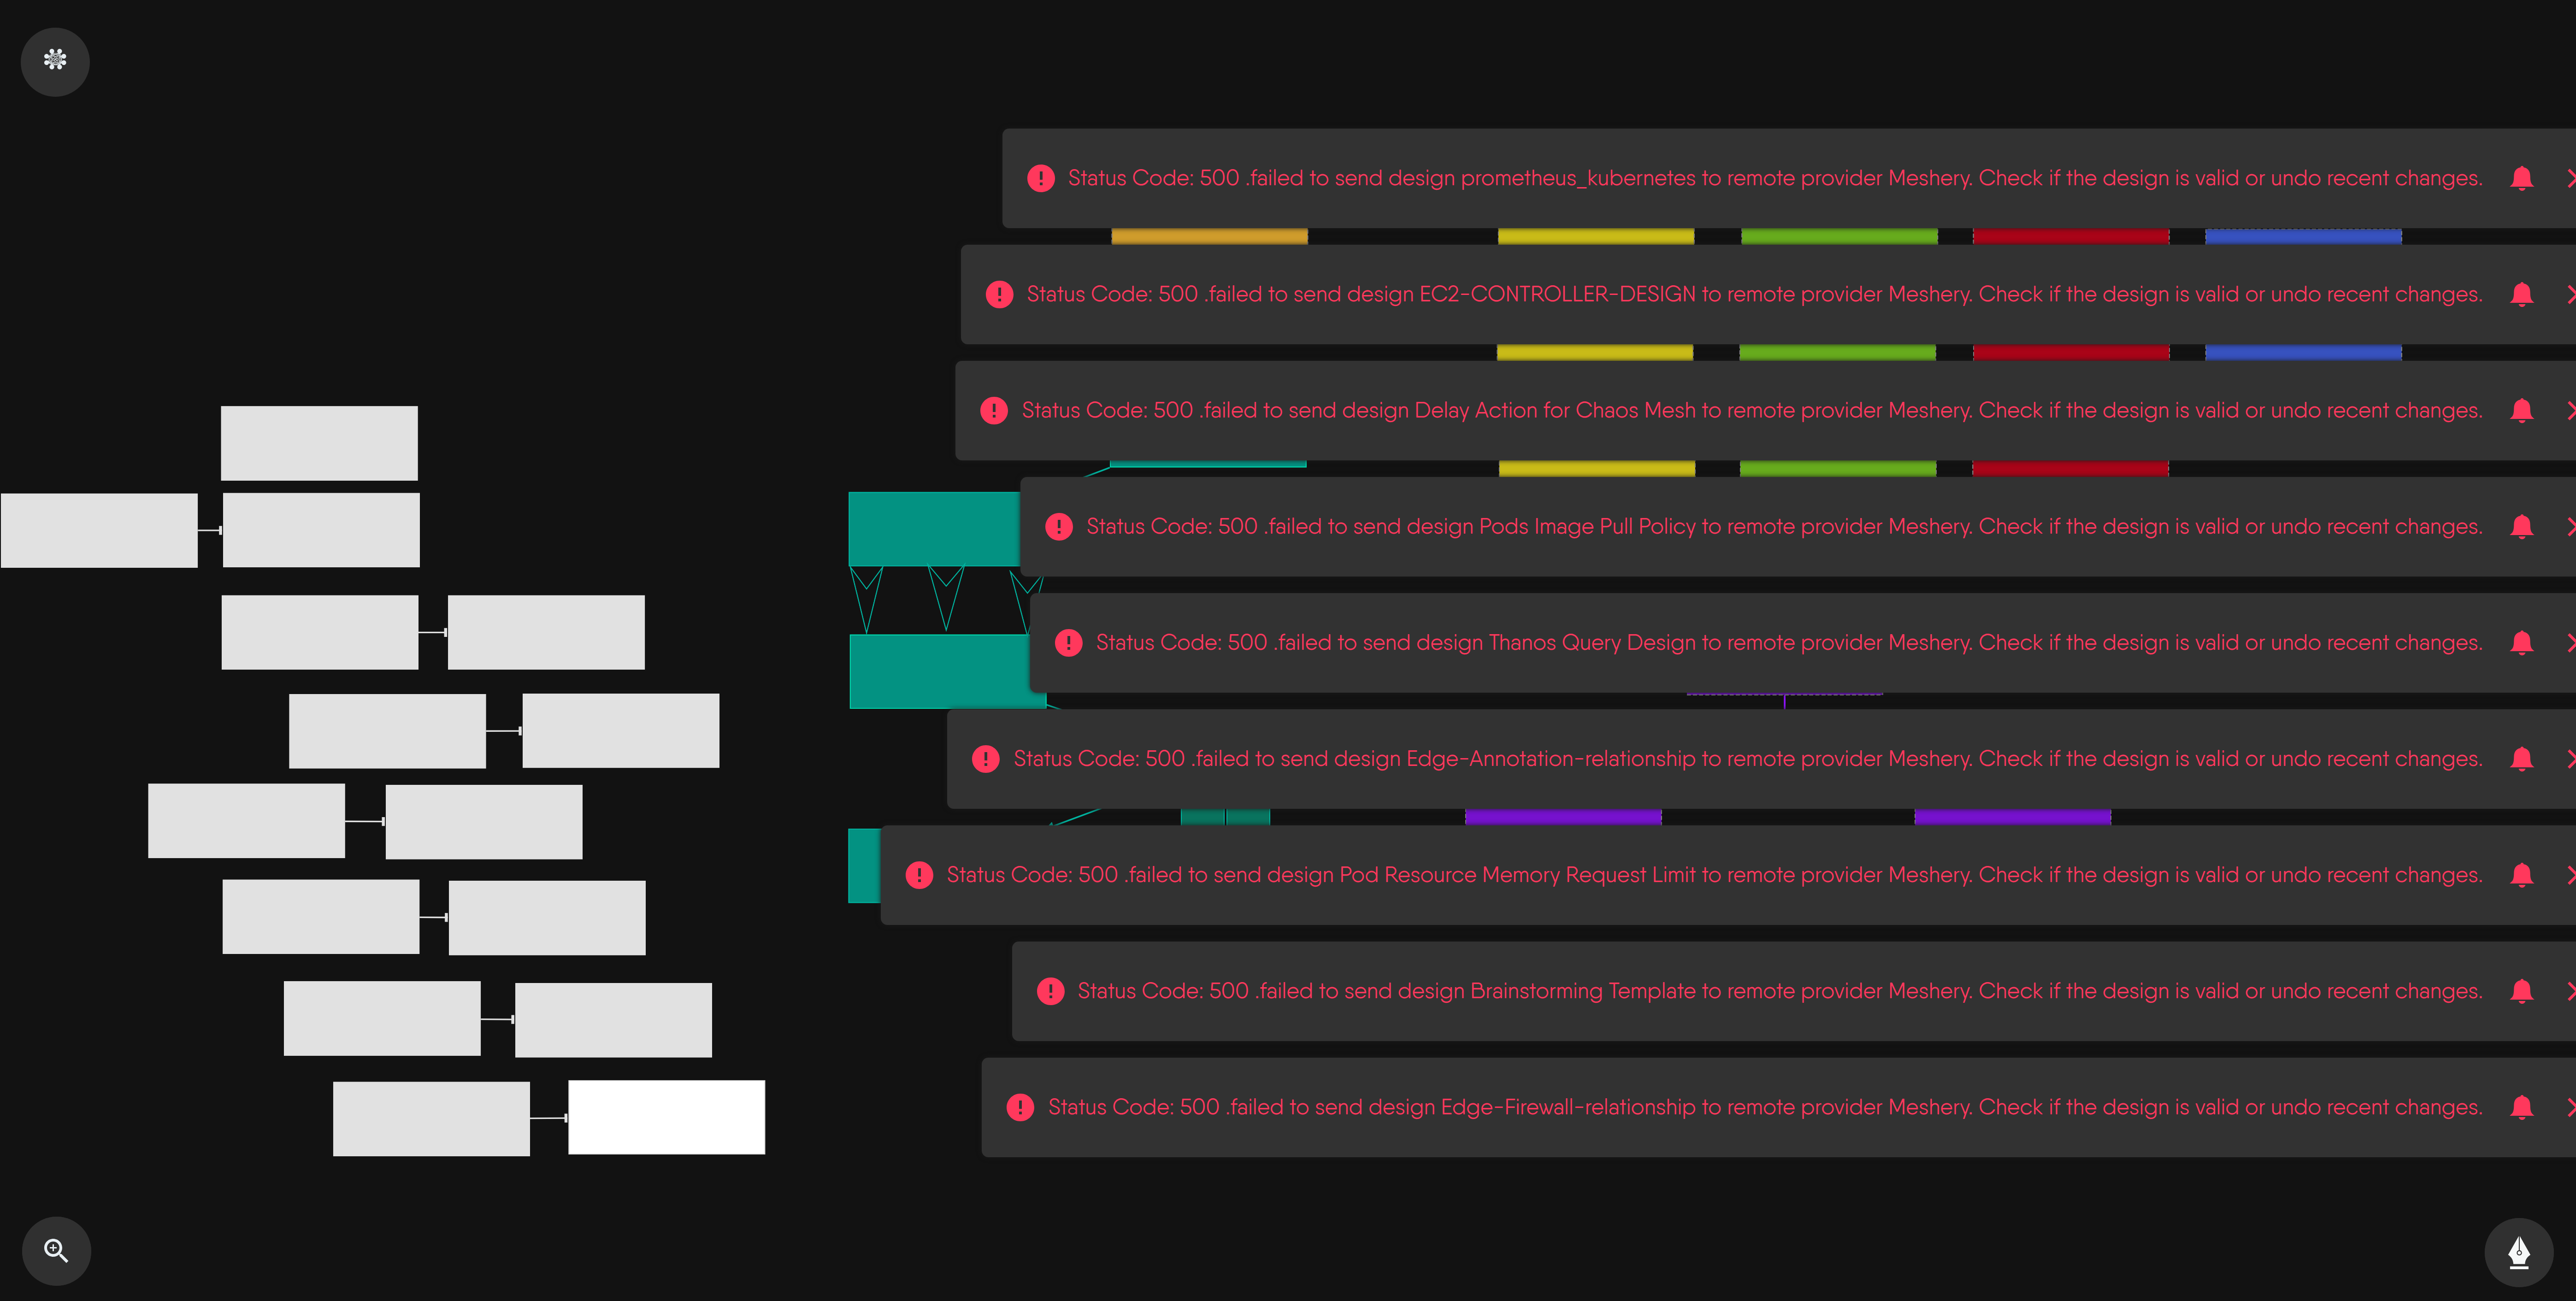 Status Code: 500 .failed to send design prometheus_kubernetes to remote provider Meshery. Check if the design is valid or undo recent changes.
Status Code: 500 .failed to send design EC2-CONTROLLER-DESIGN to remote provider Meshery. Check if the design is valid or undo recent changes.
Status Code: 500 .failed to send design Delay Action for Chaos Mesh to remote provider Meshery. Check if the design is valid or undo recent changes.
Status Code: 500 .failed to send design Pods Image Pull Policy to remote provider Meshery. Check if the design is valid or undo recent changes.
Status Code: 500 .failed to send design Thanos Query Design to remote provider Meshery. Check if the design is valid or undo recent changes.
Status Code: 500 .failed to send design Edge-Annotation-relationship to remote provider Meshery. Check if the design is valid or undo recent changes.
Status Code: 500 .failed to send design Pod Resource Memory Request Limit to remote provider Meshery. Check if the design is valid or undo recent changes.
Status Code: 500 .failed to send design Brainstorming Template to remote provider Meshery. Check if the design is valid or undo recent changes.
Status Code: 500 .failed to send design Edge-Firewall-relationship to remote provider Meshery. Check if the design is valid or undo recent changes.